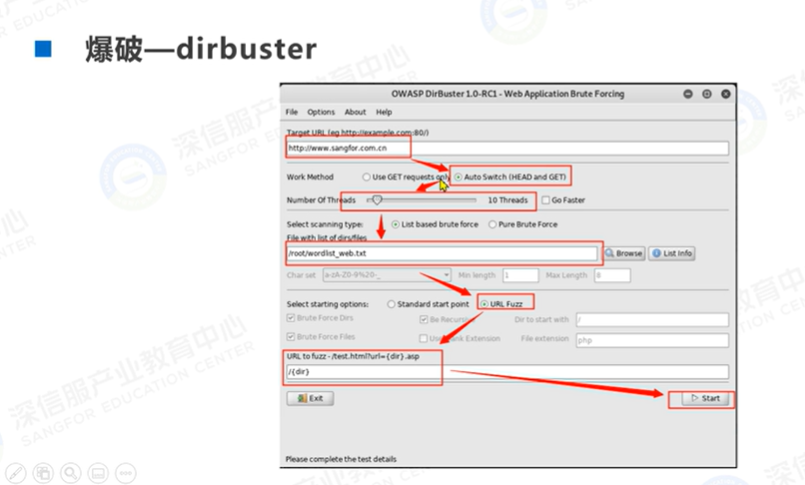 爆破—dirbuster
OWASP DirBuster 1.0-RC1 - Web Application Brute Forcing
File Options About Help
Target URL (eg http://example.com:80/)
http://www.sangfor.com.cn
Work Method Use GET requests only Auto Switch (HEAD and GET)
Number Of Threads 10 Threads Go Faster
Select scanning type: List based brute force Pure Brute Force
File with list of dirs/files
/root/wordlist_web.txt Browse List Info
Char set a-zA-Z0-9%20-_ Min length 1 Max Length 8
Select starting options: Standard start point URL Fuzz
Brute Force Dirs Be Recursive Dir to start with /
Brute Force Files Use Blank Extension File extension php
URL to fuzz - /test.html?url={dir}.asp
/{dir}
Exit Start
Please complete the test details
深信服产业教育中心
SANGFOR EDUCATION CENTER